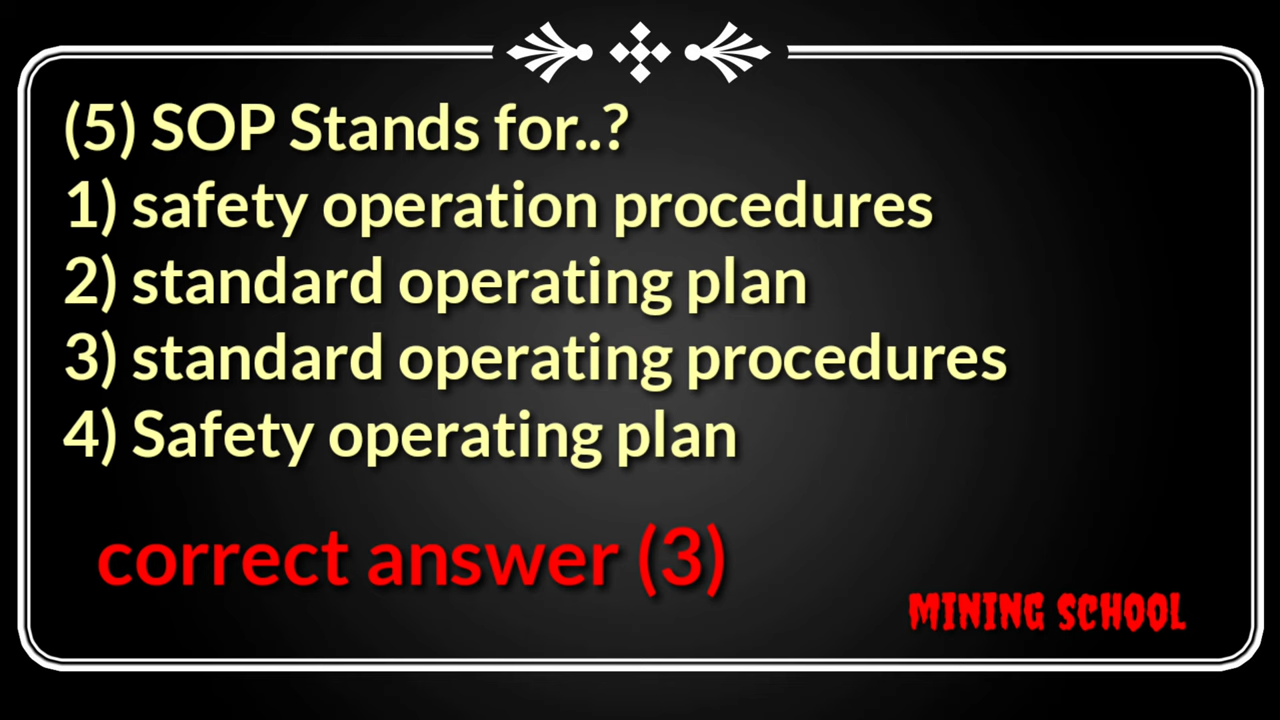 (5) SOP Stands for..?
1) safety operation procedures
2) standard operating plan
3) standard operating procedures
4) Safety operating plan
correct answer (3)
MINING SCHOOL